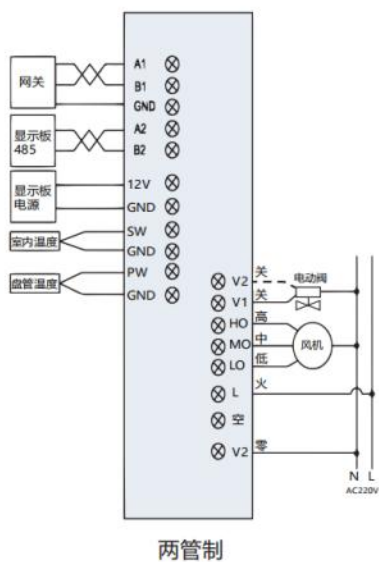 网关
显示板
485
显示板
电源
室内温度
盘管温度
A1
B1
GND
A2
B2
12V
GND
SW
GND
PW
GND
V2 关
V1 关
HO 高
MO 中
LO 低
L 火
空
V2 零
电动阀
风机
N L
AC220V
两管制